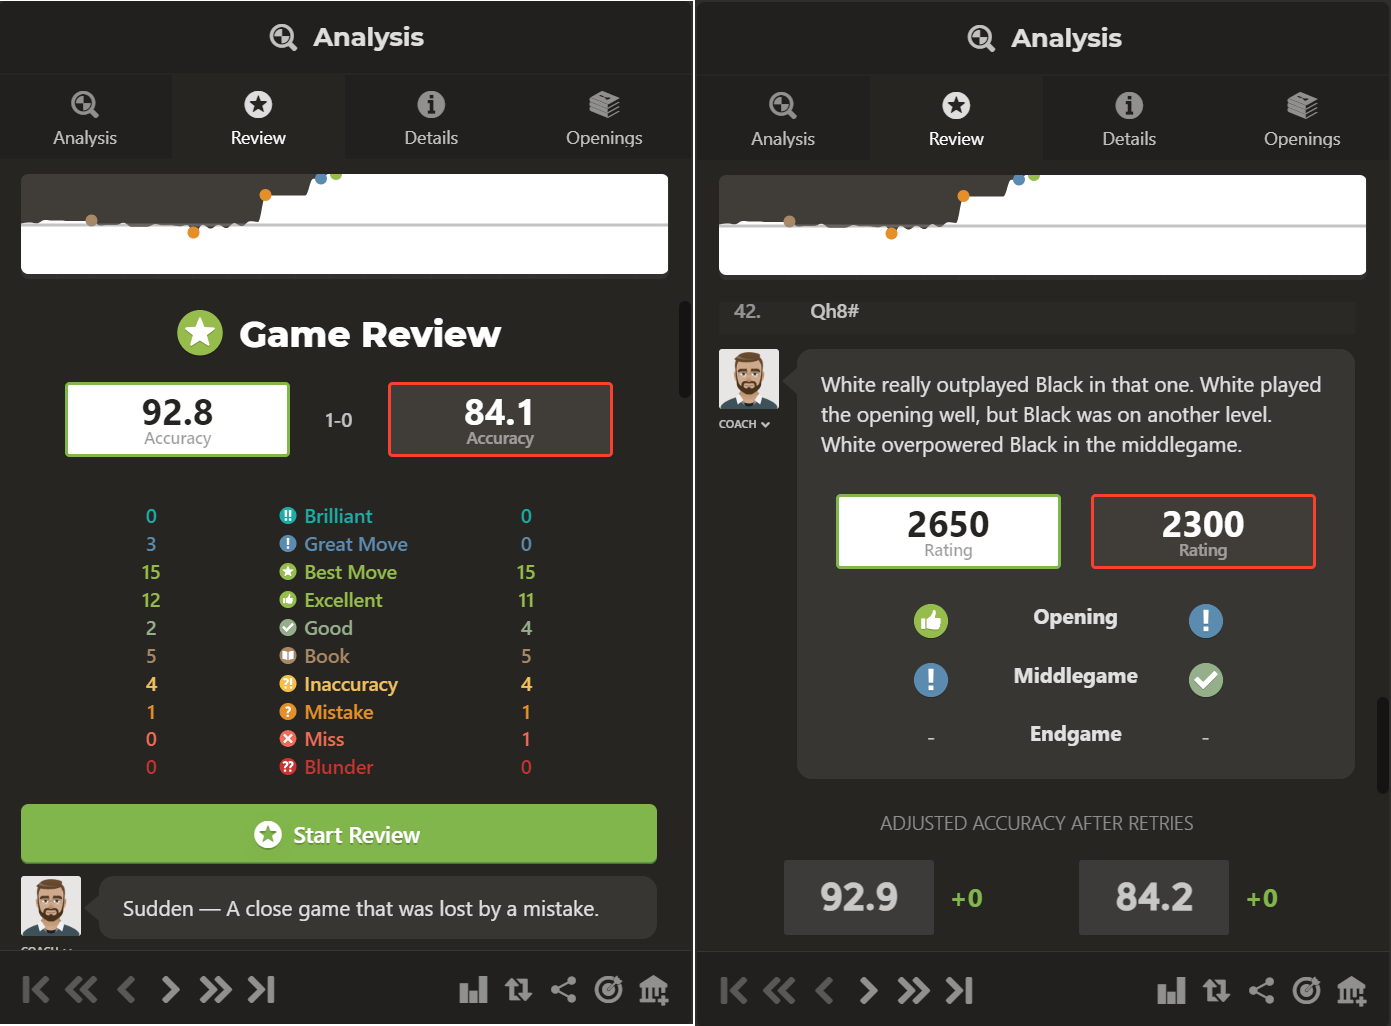 Analysis
Analysis
Review
Details
Openings
Game Review
92.8
Accuracy
1-0
84.1
Accuracy
0 !! Brilliant 0
3 ! Great Move 0
15 Best Move 15
12 Excellent 11
2 Good 4
5 Book 5
4 ?! Inaccuracy 4
1 ? Mistake 1
0 Miss 1
0 ?? Blunder 0
Start Review
Sudden — A close game that was lost by a mistake.
COACH
Analysis
Analysis
Review
Details
Openings
42. Qh8#
White really outplayed Black in that one. White played
the opening well, but Black was on another level.
White overpowered Black in the middlegame.
COACH
2650
Rating
2300
Rating
Opening !
! Middlegame
- Endgame -
ADJUSTED ACCURACY AFTER RETRIES
92.9 +0 84.2 +0